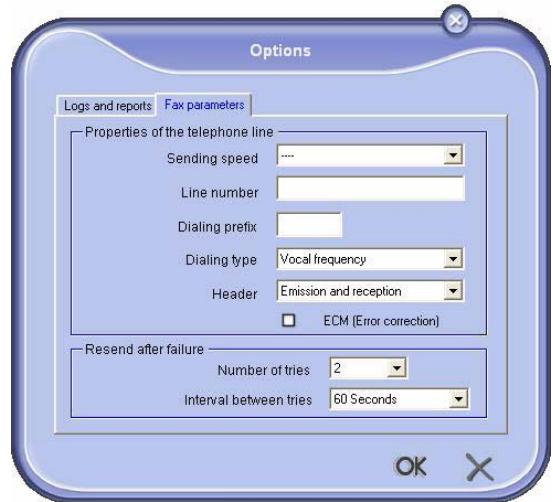 Options
Logs and reports Fax parameters
Properties of the telephone line
Sending speed ----
Line number
Dialing prefix
Dialing type Vocal frequency
Header Emission and reception
ECM (Error correction)
Resend after failure
Number of tries 2
Interval between tries 60 Seconds
OK